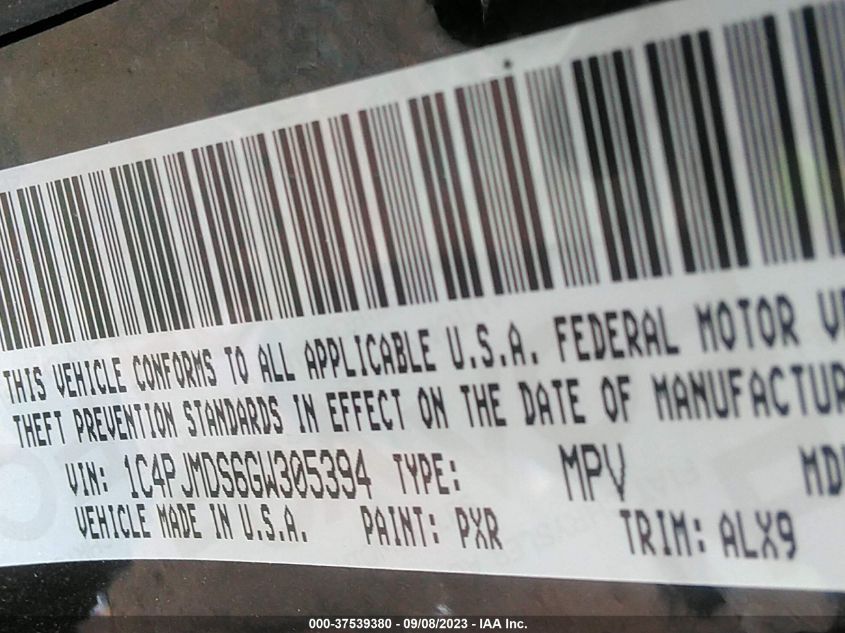 THIS VEHICLE CONFORMS TO ALL APPLICABLE U.S.A. FEDERAL MOTOR
THEFT PREVENTION STANDARDS IN EFFECT ON THE DATE OF MANUFACTUR
VIN: 1C4PJMDS6GW305394 TYPE: MPV
VEHICLE MADE IN U.S.A. PAINT: PXR TRIM: ALX9
000-37539380 - 09/08/2023 - IAA Inc.